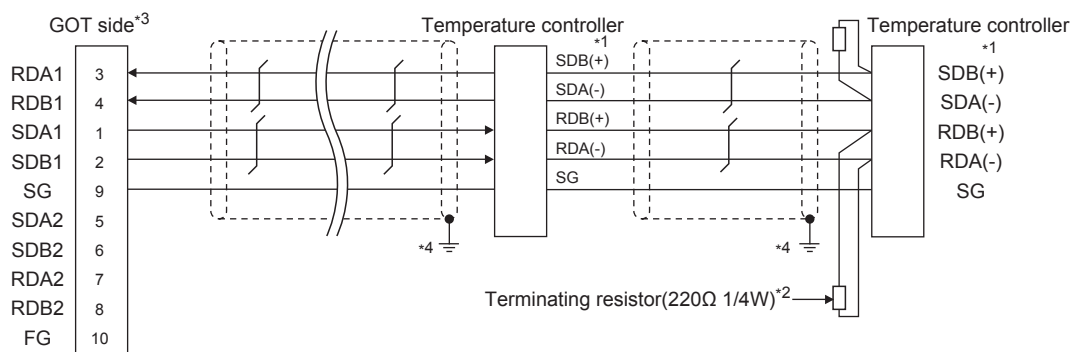 GOT side*3 Temperature controller Temperature controller
*1 *1
RDA1 3 SDB(+) SDB(+)
RDB1 4 SDA(-) SDA(-)
SDA1 1 RDB(+) RDB(+)
SDB1 2 RDA(-) RDA(-)
SG 9 SG SG
SDA2 5
SDB2 6 *4 *4
RDA2 7
RDB2 8 Terminating resistor(220Ω 1/4W)*2
FG 10